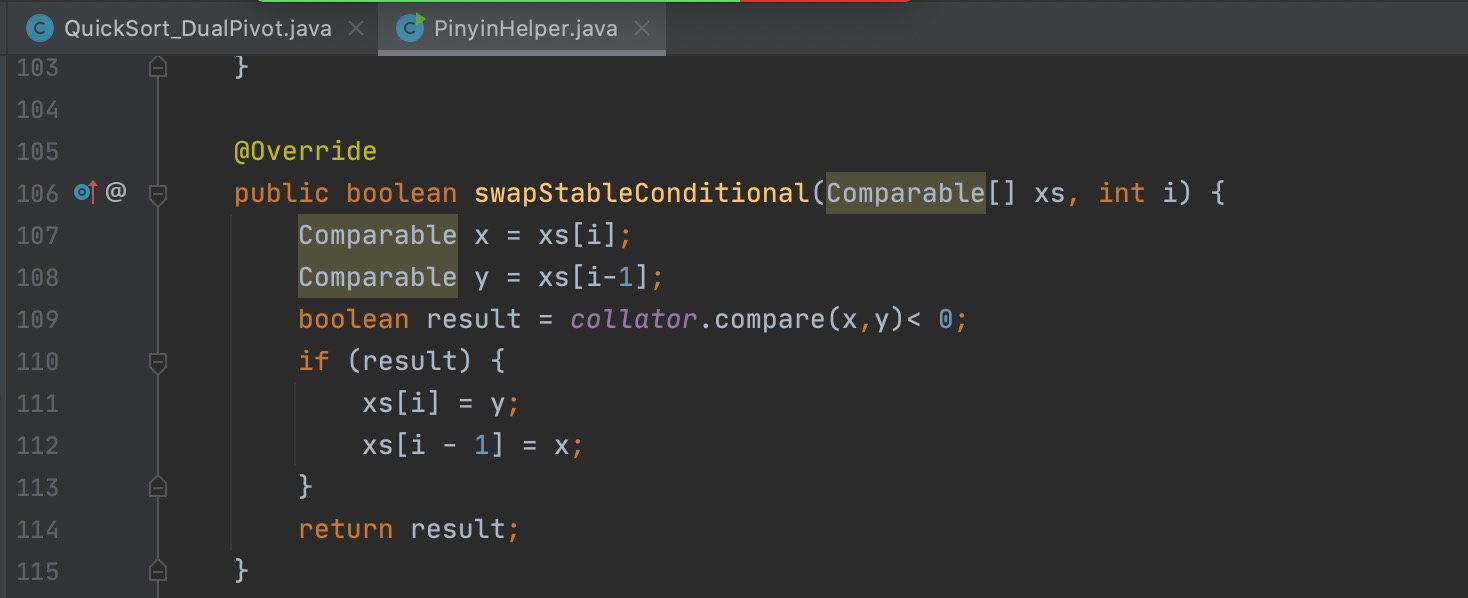 QuickSort_DualPivot.java PinyinHelper.java
103 }
104
105 @Override
106 @ public boolean swapStableConditional(Comparable[] xs, int i) {
107 Comparable x = xs[i];
108 Comparable y = xs[i-1];
109 boolean result = collator.compare(x,y)< 0;
110 if (result) {
111 xs[i] = y;
112 xs[i - 1] = x;
113 }
114 return result;
115 }